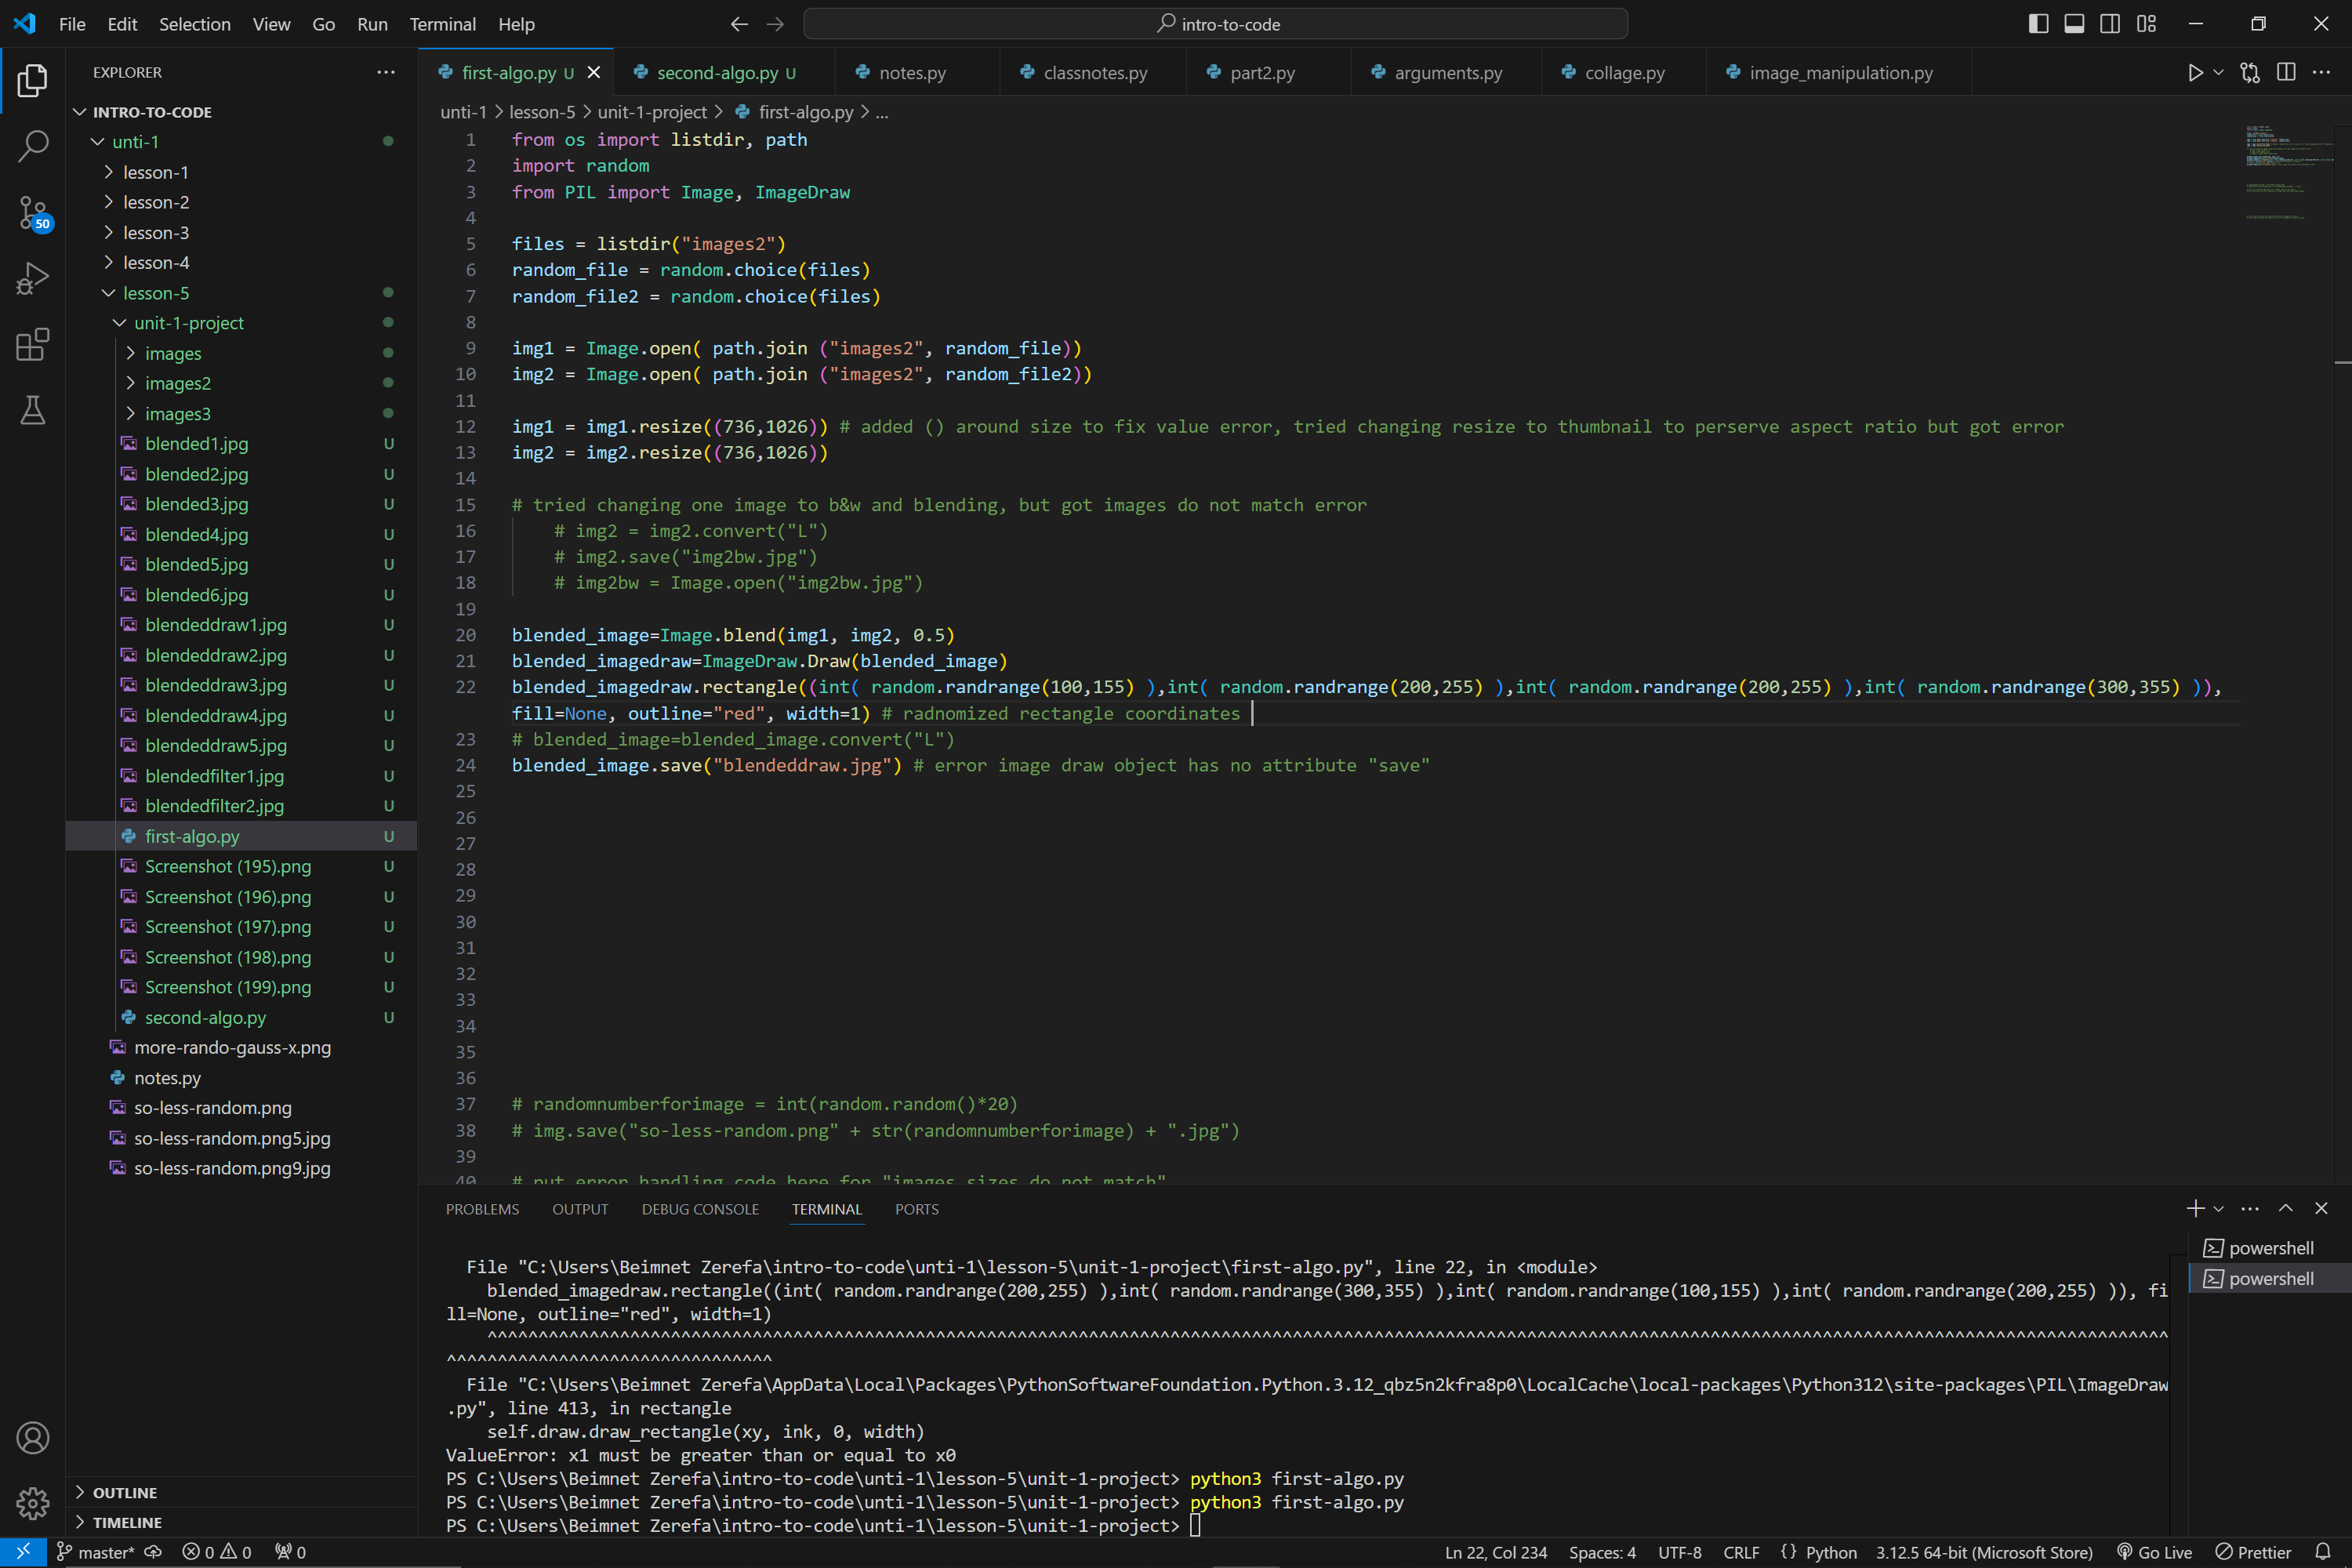 File Edit Selection View Go Run Terminal Help
intro-to-code
EXPLORER
INTRO-TO-CODE
unti-1
lesson-1
lesson-2
lesson-3
lesson-4
lesson-5
unit-1-project
images
images2
images3
blended1.jpg U
blended2.jpg U
blended3.jpg U
blended4.jpg U
blended5.jpg U
blended6.jpg U
blendeddraw1.jpg U
blendeddraw2.jpg U
blendeddraw3.jpg U
blendeddraw4.jpg U
blendeddraw5.jpg U
blendedfilter1.jpg U
blendedfilter2.jpg U
first-algo.py U
Screenshot (195).png U
Screenshot (196).png U
Screenshot (197).png U
Screenshot (198).png U
Screenshot (199).png U
second-algo.py U
more-rando-gauss-x.png
notes.py
so-less-random.png
so-less-random.png5.jpg
so-less-random.png9.jpg
OUTLINE
TIMELINE
50
first-algo.py U second-algo.py U notes.py classnotes.py part2.py arguments.py collage.py image_manipulation.py
unti-1 > lesson-5 > unit-1-project > first-algo.py > ...
1 from os import listdir, path
2 import random
3 from PIL import Image, ImageDraw
4
5 files = listdir("images2")
6 random_file = random.choice(files)
7 random_file2 = random.choice(files)
8
9 img1 = Image.open( path.join ("images2", random_file))
10 img2 = Image.open( path.join ("images2", random_file2))
11
12 img1 = img1.resize((736,1026)) # added () around size to fix value error, tried changing resize to thumbnail to perserve aspect ratio but got error
13 img2 = img2.resize((736,1026))
14
15 # tried changing one image to b&w and blending, but got images do not match error
16 # img2 = img2.convert("L")
17 # img2.save("img2bw.jpg")
18 # img2bw = Image.open("img2bw.jpg")
19
20 blended_image=Image.blend(img1, img2, 0.5)
21 blended_imagedraw=ImageDraw.Draw(blended_image)
22 blended_imagedraw.rectangle((int( random.randrange(100,155) ),int( random.randrange(200,255) ),int( random.randrange(200,255) ),int( random.randrange(300,355) )),
fill=None, outline="red", width=1) # radnomized rectangle coordinates
23 # blended_image=blended_image.convert("L")
24 blended_image.save("blendeddraw.jpg") # error image draw object has no attribute "save"
25
26
27
28
29
30
31
32
33
34
35
36
37 # randomnumberforimage = int(random.random()*20)
38 # img.save("so-less-random.png" + str(randomnumberforimage) + ".jpg")
39
40 # put error handling code here for "images sizes do not match"
PROBLEMS OUTPUT DEBUG CONSOLE TERMINAL PORTS
powershell
powershell
File "C:\Users\Beimnet Zerefa\intro-to-code\unti-1\lesson-5\unit-1-project\first-algo.py", line 22, in <module>
blended_imagedraw.rectangle((int( random.randrange(200,255) ),int( random.randrange(300,355) ),int( random.randrange(100,155) ),int( random.randrange(200,255) )), fi
ll=None, outline="red", width=1)
File "C:\Users\Beimnet Zerefa\AppData\Local\Packages\PythonSoftwareFoundation.Python.3.12_qbz5n2kfra8p0\LocalCache\local-packages\Python312\site-packages\PIL\ImageDraw
.py", line 413, in rectangle
self.draw.draw_rectangle(xy, ink, 0, width)
ValueError: x1 must be greater than or equal to x0
PS C:\Users\Beimnet Zerefa\intro-to-code\unti-1\lesson-5\unit-1-project> python3 first-algo.py
PS C:\Users\Beimnet Zerefa\intro-to-code\unti-1\lesson-5\unit-1-project> python3 first-algo.py
PS C:\Users\Beimnet Zerefa\intro-to-code\unti-1\lesson-5\unit-1-project>
master* 0 0 0 Ln 22, Col 234 Spaces: 4 UTF-8 CRLF { } Python 3.12.5 64-bit (Microsoft Store) Go Live Prettier